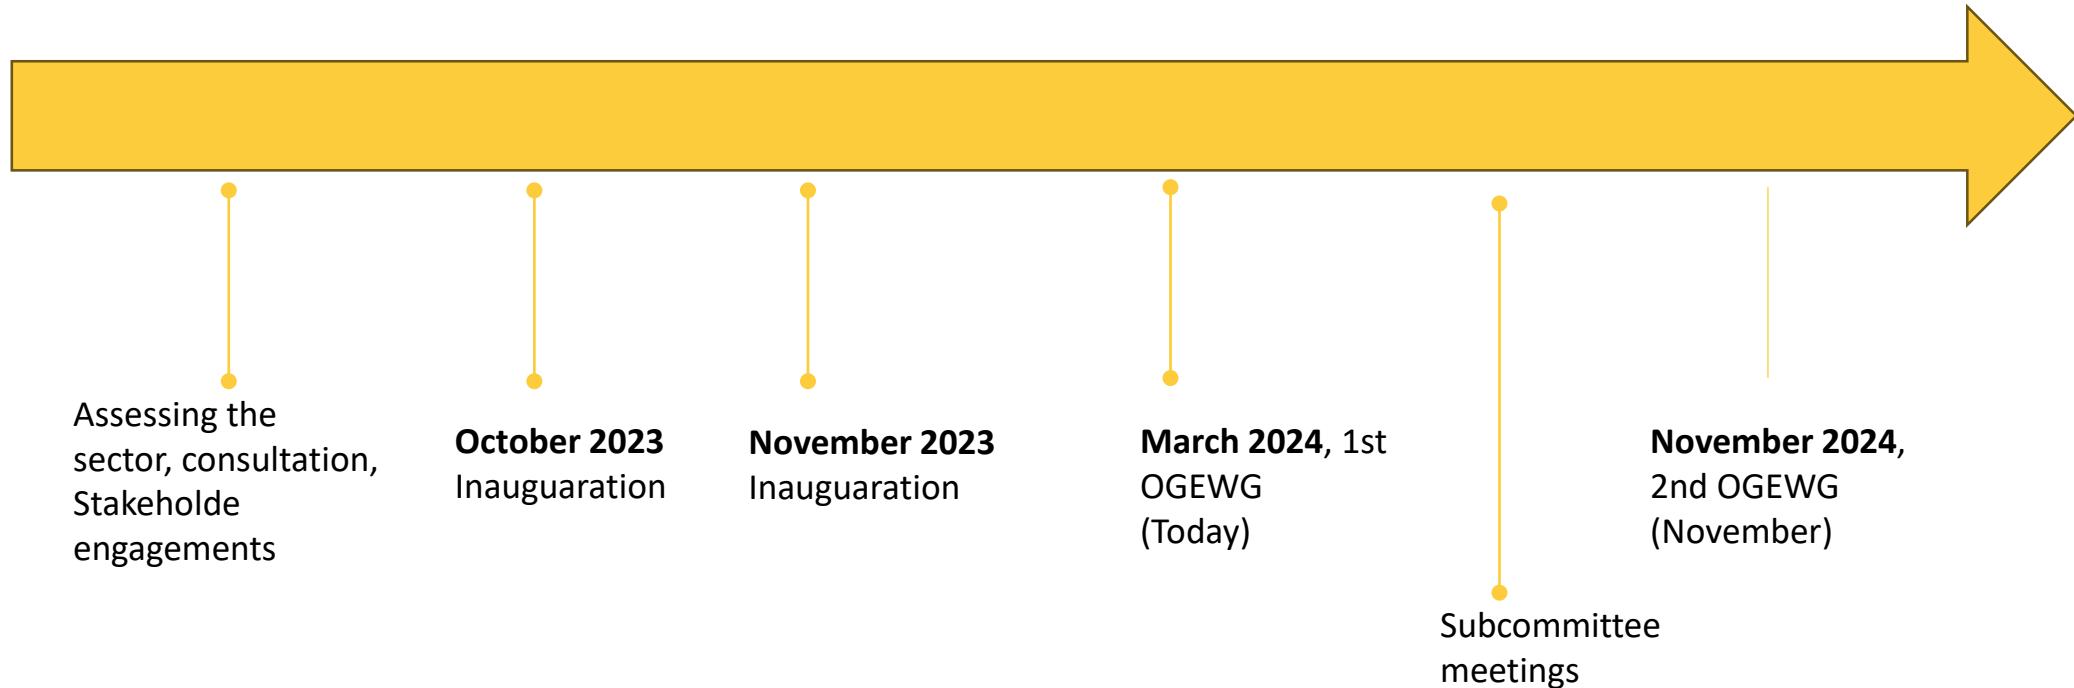 Assessing the
sector, consultation,
Stakeholde
engagements
October 2023
Inauguaration
November 2023
Inauguaration
March 2024, 1st
OGEWG
(Today)
Subcommittee
meetings
November 2024,
2nd OGEWG
(November)